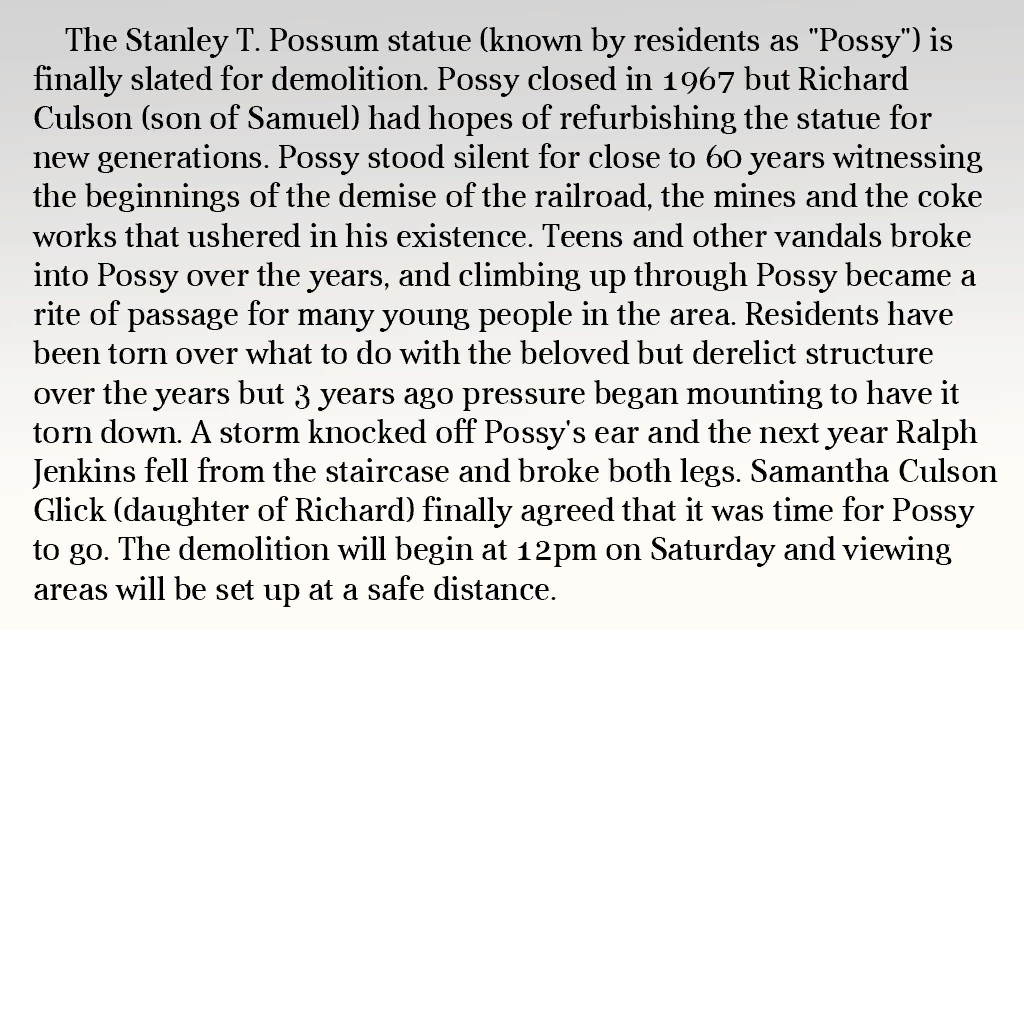 The Stanley T. Possum statue (known by residents as "Possy") is
finally slated for demolition. Possy closed in 1967 but Richard
Culson (son of Samuel) had hopes of refurbishing the statue for
new generations. Possy stood silent for close to 60 years witnessing
the beginnings of the demise of the railroad, the mines and the coke
works that ushered in his existence. Teens and other vandals broke
into Possy over the years, and climbing up through Possy became a
rite of passage for many young people in the area. Residents have
been torn over what to do with the beloved but derelict structure
over the years but 3 years ago pressure began mounting to have it
torn down. A storm knocked off Possy's ear and the next year Ralph
Jenkins fell from the staircase and broke both legs. Samantha Culson
Glick (daughter of Richard) finally agreed that it was time for Possy
to go. The demolition will begin at 12pm on Saturday and viewing
areas will be set up at a safe distance.